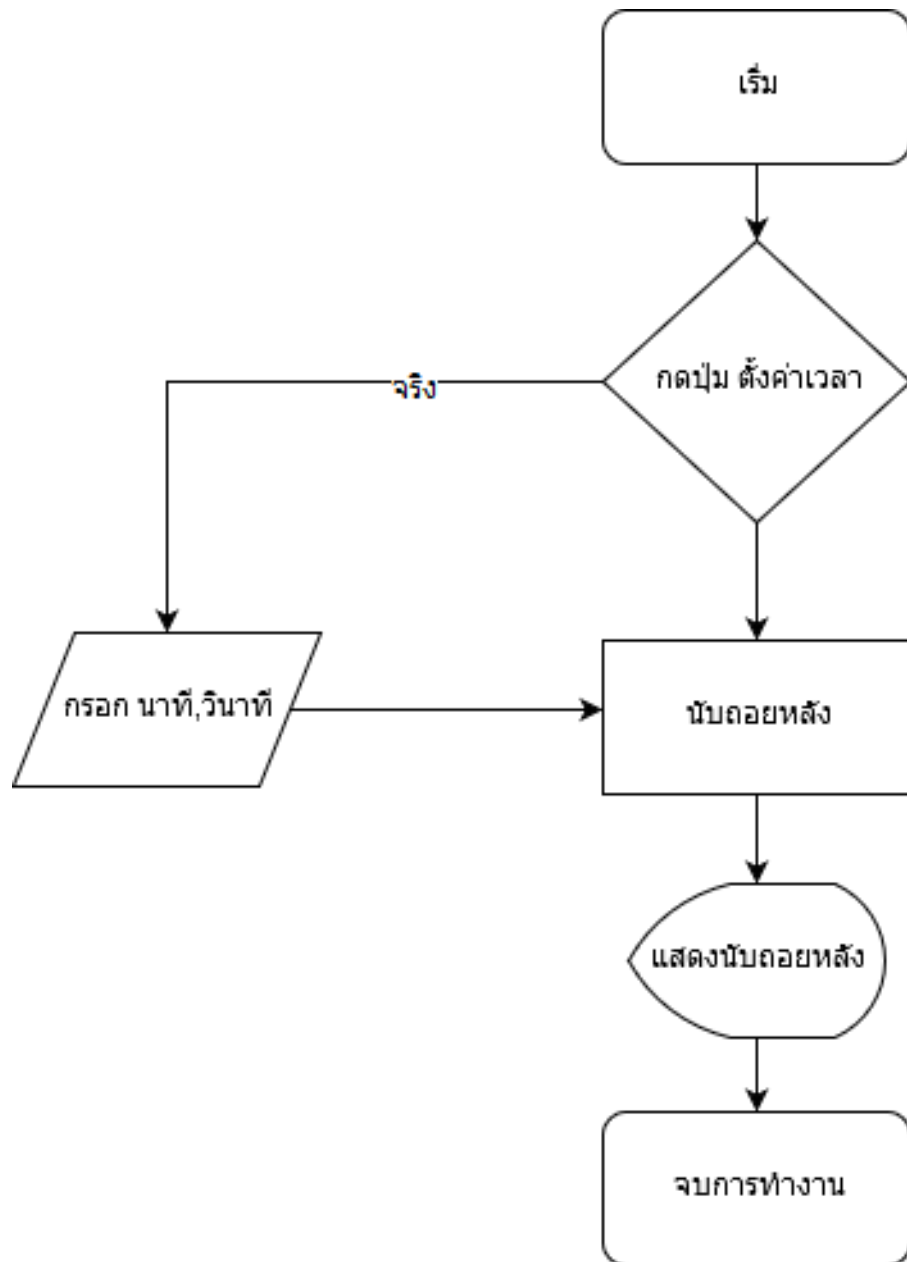 เริ่ม
กดปุ่ม ตั้งค่าเวลา
จริง
กรอก นาที,วินาที
นับถอยหลัง
แสดงนับถอยหลัง
จบการทำงาน